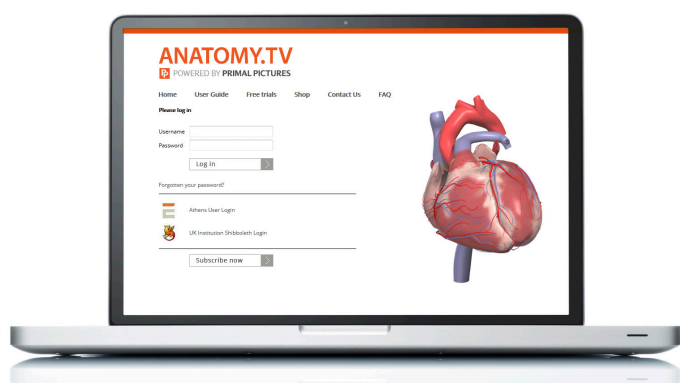 ANATOMY.TV
PP POWERED BY PRIMAL PICTURES
Home User Guide Free trials Shop Contact Us FAQ
Please log in
Username
Password
Log in
Forgotten your password?
Athens User Login
UK Institution Shibboleth Login
Subscribe now